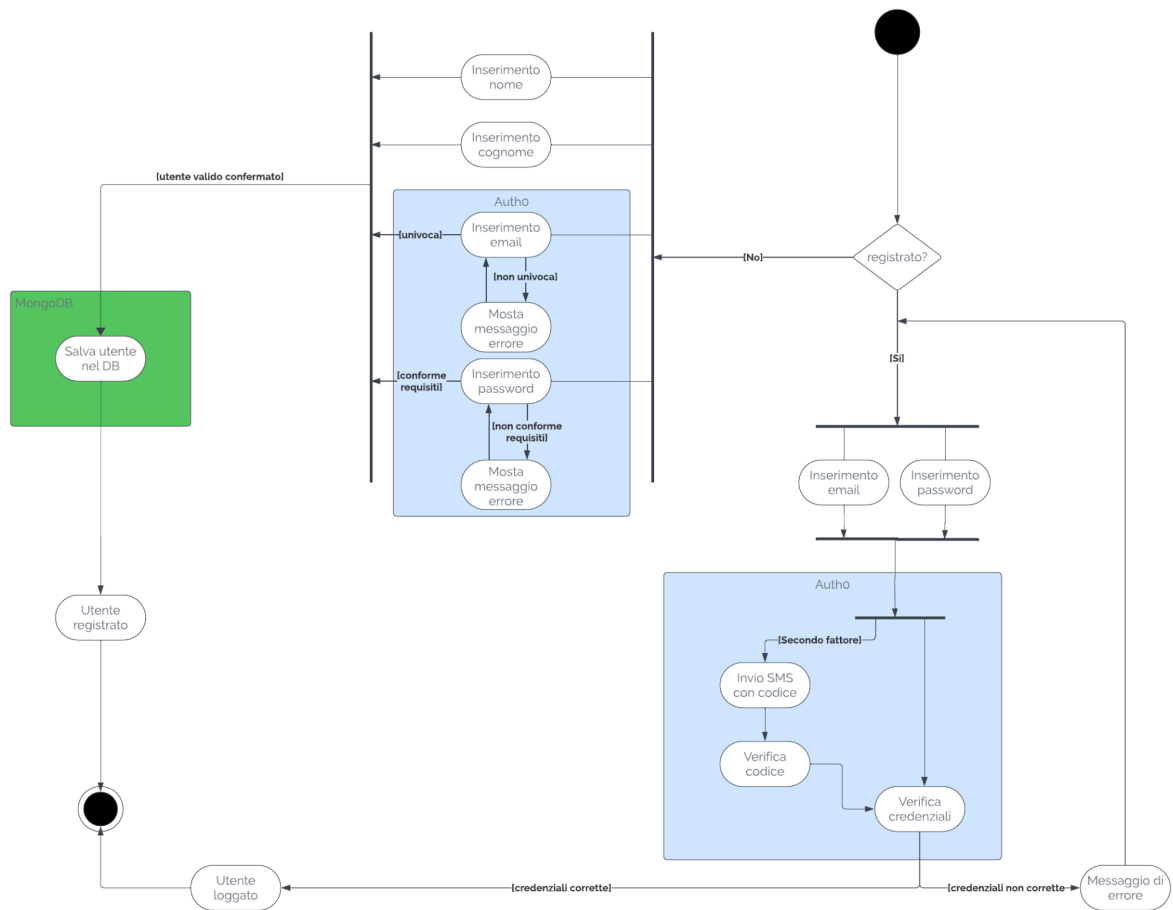 Inserimento
nome
Inserimento
cognome
[utente valido confermato]
Auth0
Inserimento
email
[univoca]
[non univoca]
Mosta
messaggio
errore
[conforme
requisiti]
Inserimento
password
[non conforme
requisiti]
Mosta
messaggio
errore
[No]
registrato?
[Si]
MongoDB
Salva utente
nel DB
Inserimento
email
Inserimento
password
Auth0
[Secondo fattore]
Invio SMS
con codice
Verifica
codice
Verifica
credenziali
Utente
registrato
Utente
loggato
[credenziali corrette]
[credenziali non corrette
Messaggio di
errore